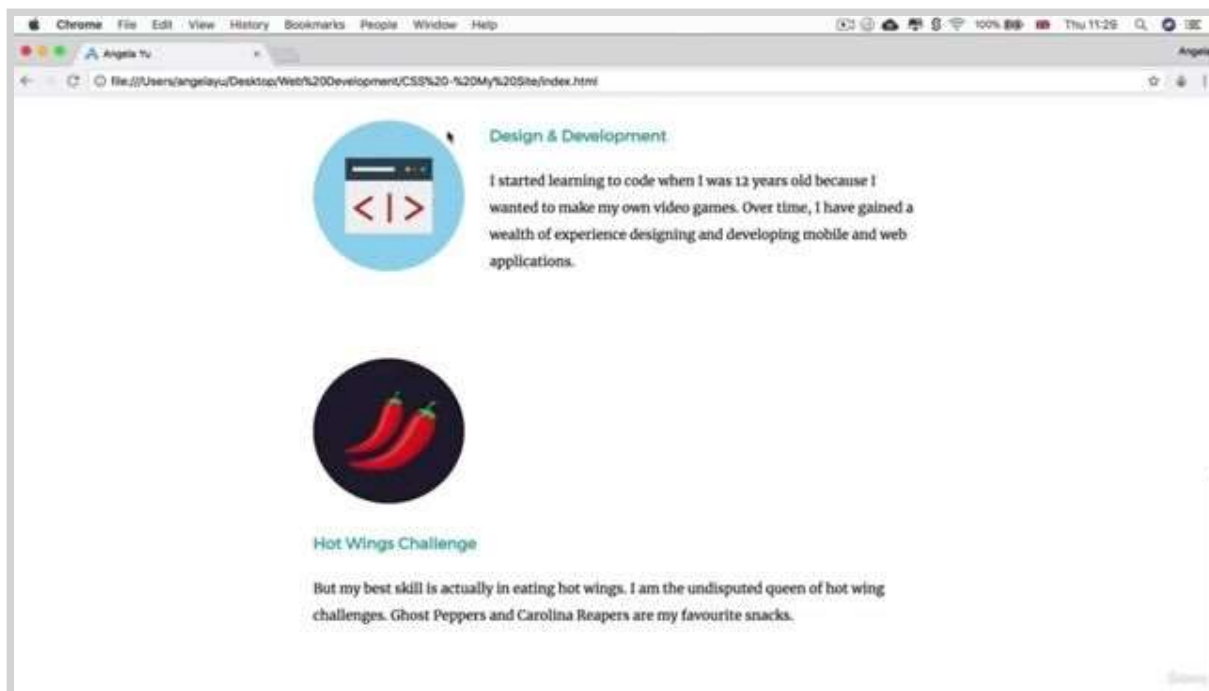 Chrome File Edit View History Bookmarks People Window Help 100% Thu 11:29
Angela Yu Angela
file:///Users/angelayu/Desktop/Web%20Development/CSS%20-%20My%20Site/index.html
Design & Development
I started learning to code when I was 12 years old because I
wanted to make my own video games. Over time, I have gained a
wealth of experience designing and developing mobile and web
applications.
< | >
Hot Wings Challenge
But my best skill is actually in eating hot wings. I am the undisputed queen of hot wing
challenges. Ghost Peppers and Carolina Reapers are my favourite snacks.